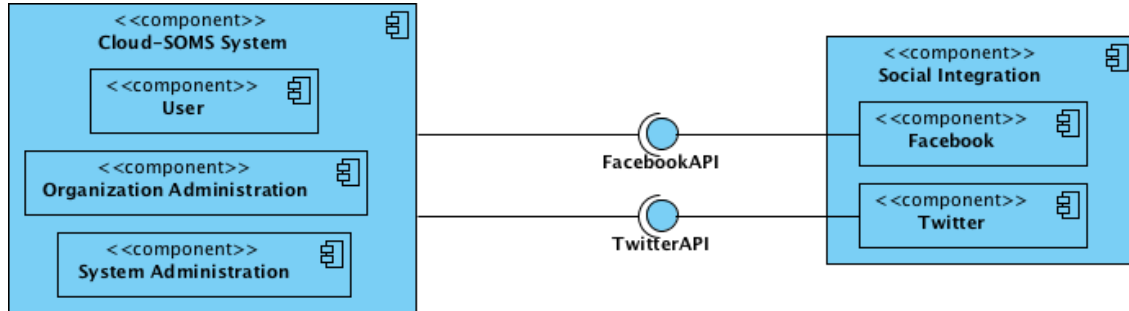 <<component>>
Cloud-SOMS System
<<component>>
User
<<component>>
Organization Administration
<<component>>
System Administration
FacebookAPI
TwitterAPI
<<component>>
Social Integration
<<component>>
Facebook
<<component>>
Twitter